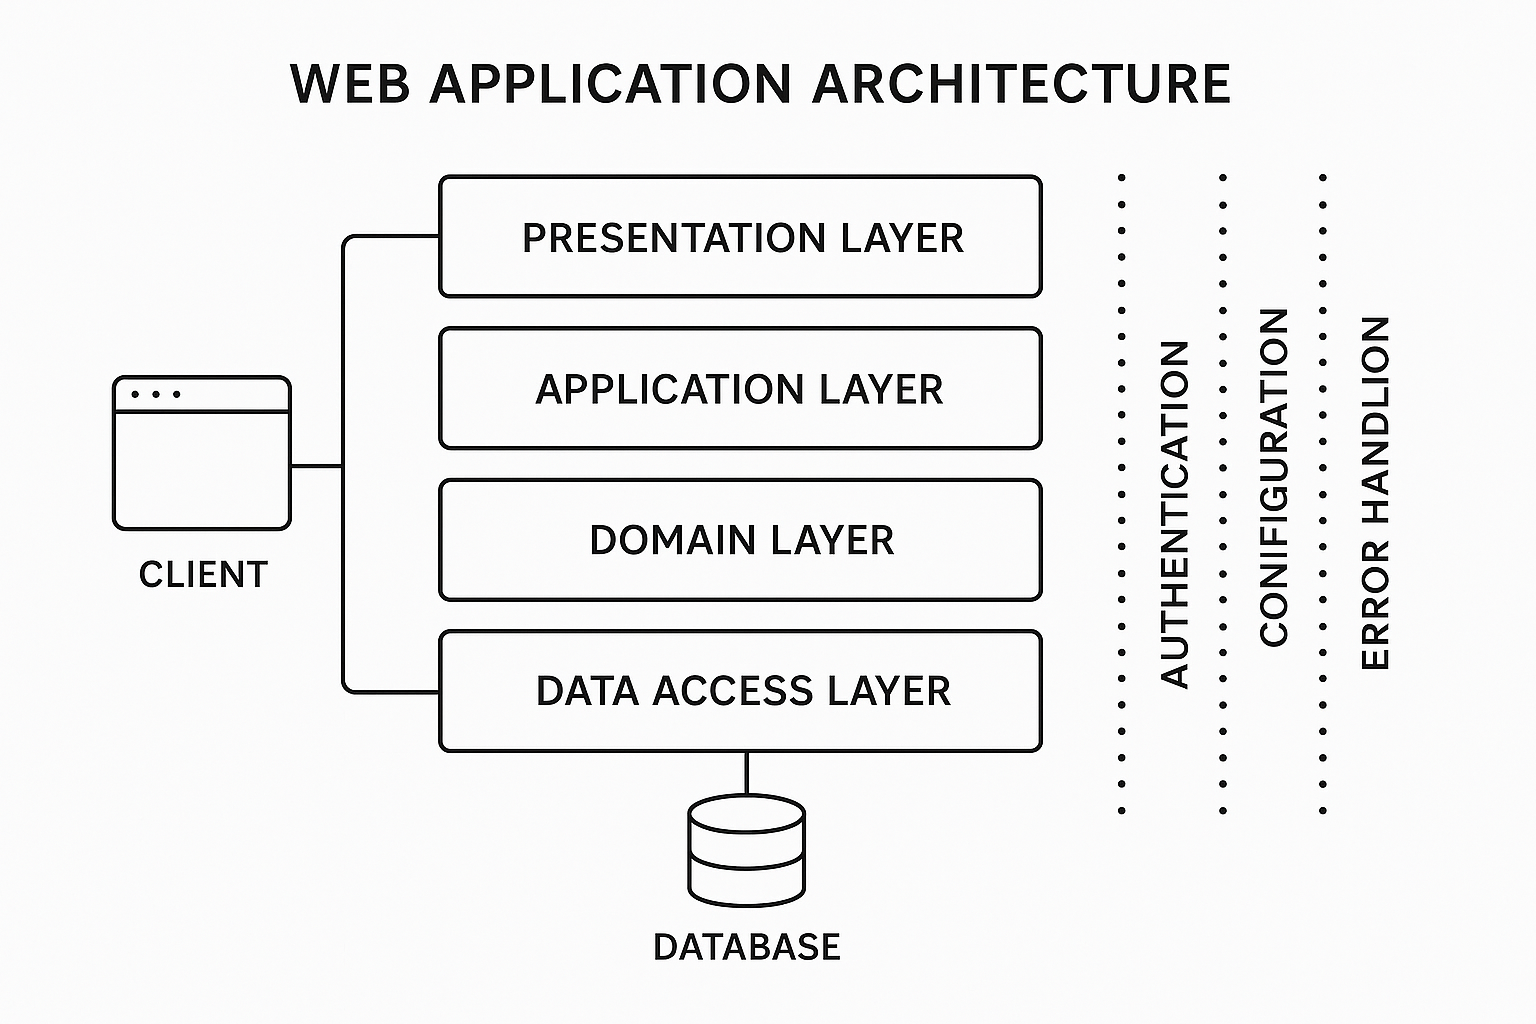 WEB APPLICATION ARCHITECTURE
PRESENTATION LAYER
APPLICATION LAYER
DOMAIN LAYER
DATA ACCESS LAYER
CLIENT
DATABASE
AUTHENTICATION
CONIFIGURATION
ERROR HANDLION